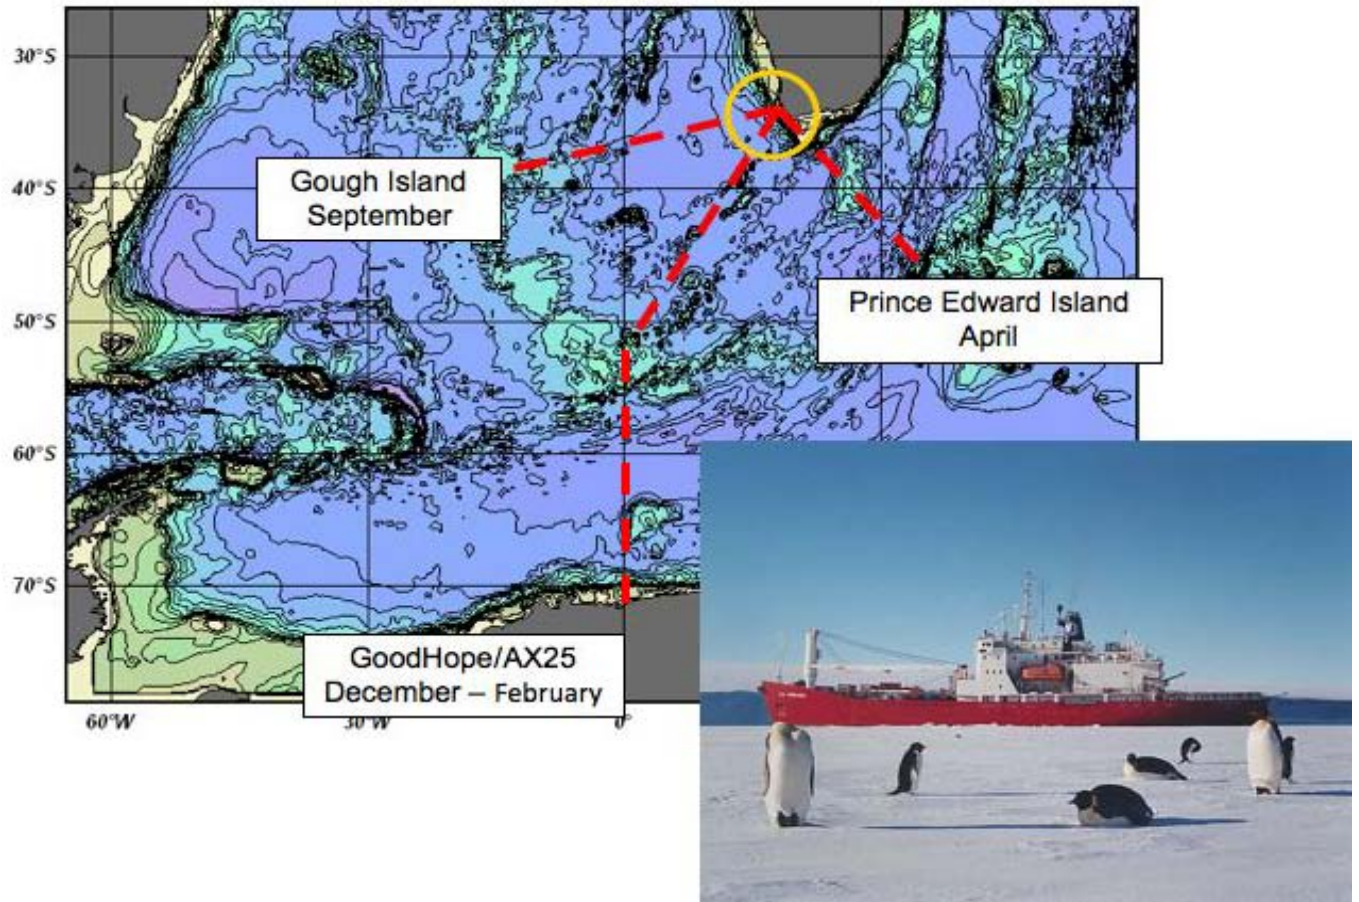 30°S
Gough Island
September
40°S
Prince Edward Island
April
50°S
60°S
70°S
GoodHope/AX25
December – February
60°W
30°W
0°